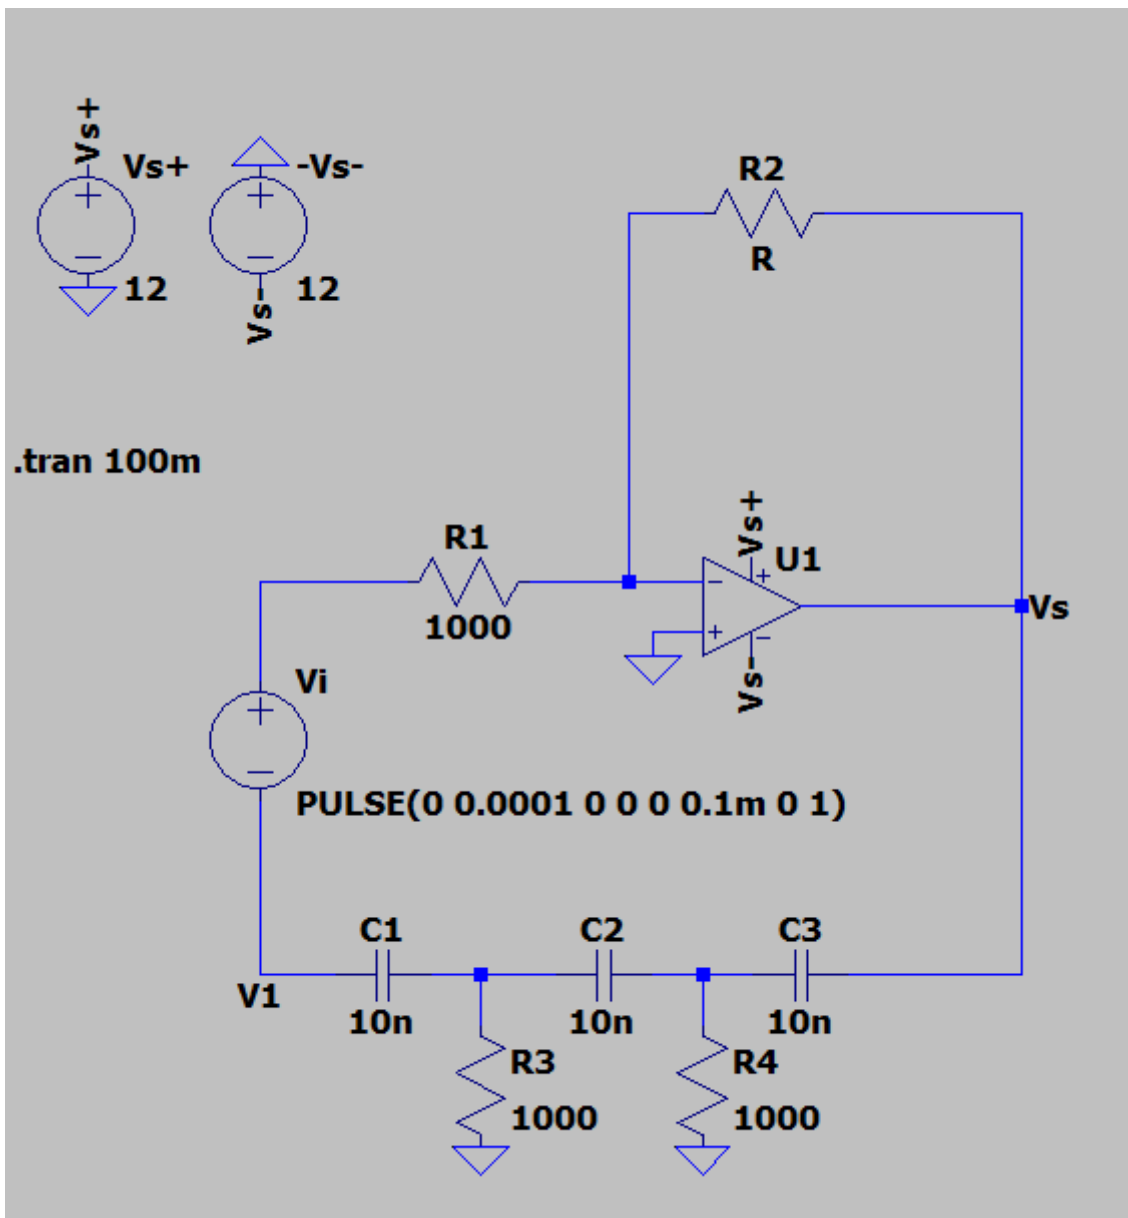 Vs+
Vs+
12
-Vs-
12
Vs-
R2
R
.tran 100m
R1
1000
Vs+
U1
Vs-
Vs
Vi
PULSE(0 0.0001 0 0 0 0.1m 0 1)
V1
C1
10n
C2
10n
C3
10n
R3
1000
R4
1000